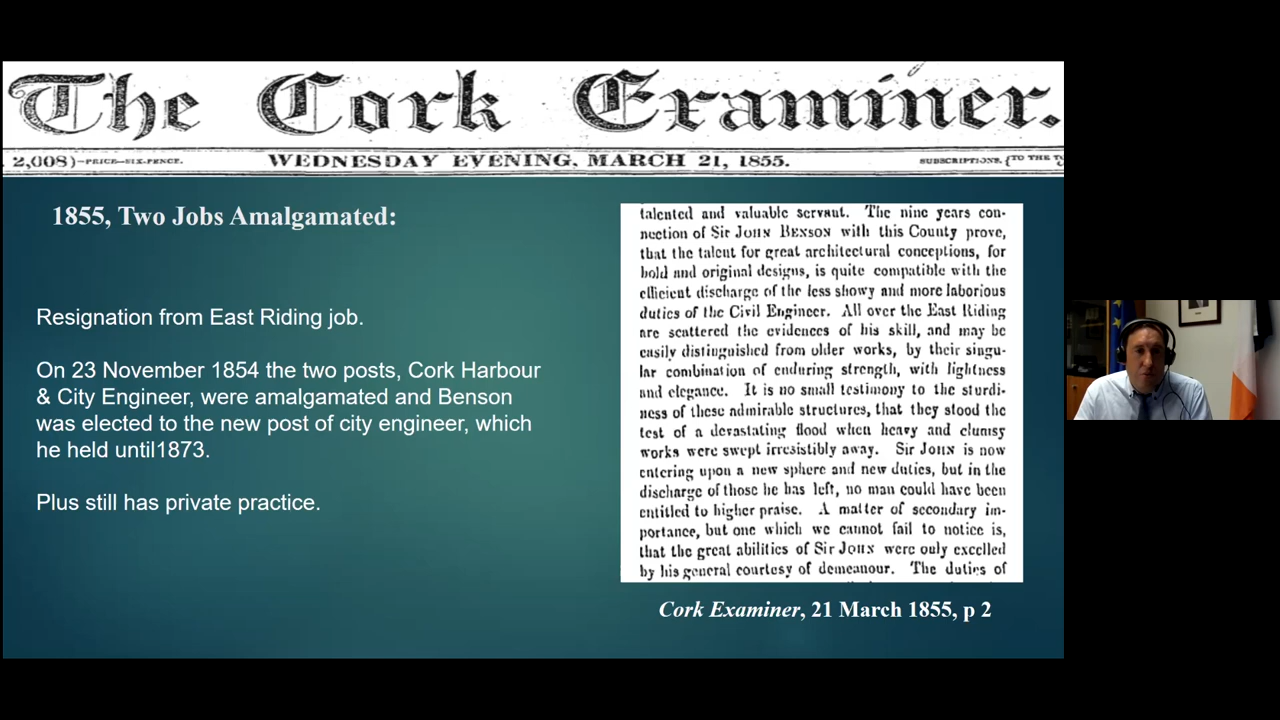 The Cork Examiner.
2,008)-PRICE-SIX-PENCE.
WEDNESDAY EVENING, MARCH 21, 1855.
SUBSCRIPTIONS, {TO THE
1855, Two Jobs Amalgamated:
Resignation from East Riding job.
On 23 November 1854 the two posts, Cork Harbour
& City Engineer, were amalgamated and Benson
was elected to the new post of city engineer, which
he held until1873.
Plus still has private practice.
talented and valuable servant. The nine years con-
nection of Sir JOHN BENSON with this County prove,
that the talent for great architectural conceptions, for
bold and original designs, is quite compatible with the
efficient discharge of the less showy and more laborious
duties of the Civil Engineer. All over the East Riding
are scattered the evidences of his skill, and may be
easily distinguished from older works, by their singu-
lar combination of enduring strength, with lightness
and elegance. It is no small testimony to the sturdi-
ness of these admirable structures, that they stood the
test of a devastating flood when heavy and clumsy
works were swept irresistibly away. Sir JOHN is now
entering upon a new sphere and new duties, but in the
discharge of those he has left, no man could have been
entitled to higher praise. A matter of secondary im-
portance, but one which we cannot fail to notice is,
that the great abilities of Sir JOHN were only excelled
by his general courtesy of demeanour. The duties of
Cork Examiner, 21 March 1855, p 2